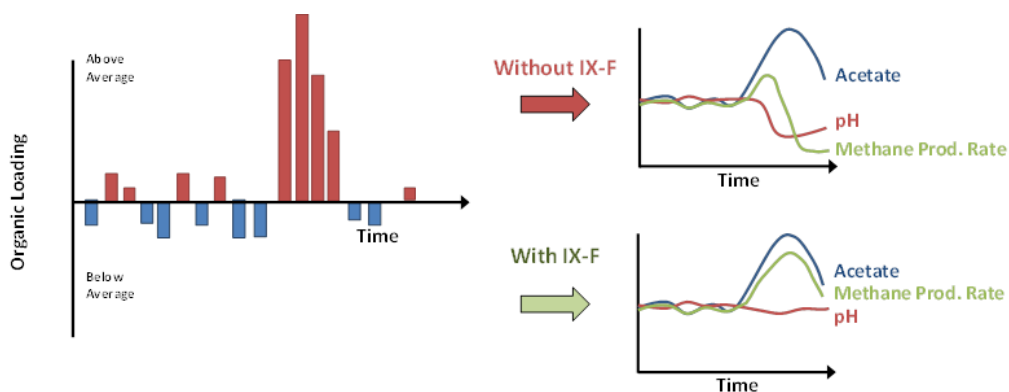 Organic Loading
Above
Average
Below
Average
Time
Without IX-F
Acetate
pH
Methane Prod. Rate
Time
With IX-F
Acetate
Methane Prod. Rate
pH
Time